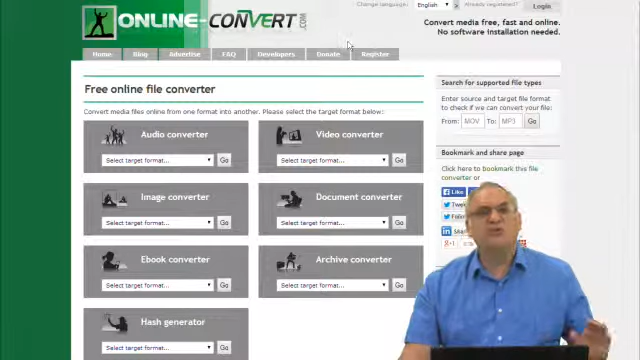 ONLINE-CONVERT.COM
Change language:
English
Already registered?
Login
Convert media free, fast and online.
No software installation needed.
Home
Blog
Advertise
FAQ
Developers
Donate
Register
Free online file converter
Convert media files online from one format into another. Please select the target format below:
Audio converter
Select target format...
Go
Video converter
Select target format...
Go
Image converter
Select target format...
Go
Document converter
Select target format...
Go
Ebook converter
Select target format...
Go
Archive converter
Select target format...
Go
Hash generator
Select target format...
Go
Search for supported file types
Enter source and target file format
to check if we can convert your file:
From: MOV To: MP3 Go
Bookmark and share page
Click here to bookmark this file
converter or
Like